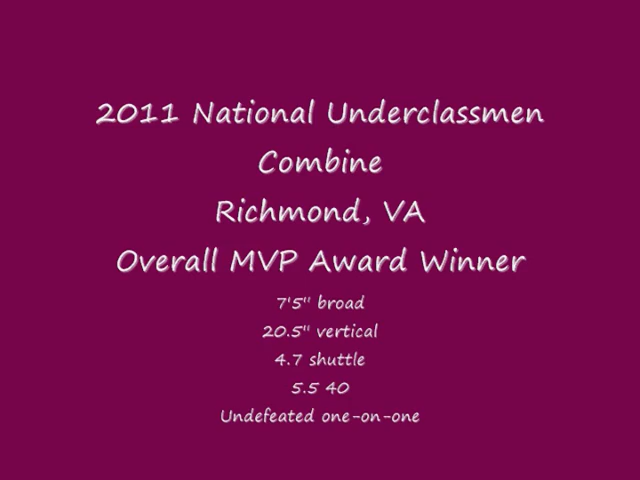 2011 National Underclassmen
Combine
Richmond, VA
Overall MVP Award Winner
7'5" broad
20.5" vertical
4.7 shuttle
5.5 40
Undefeated one-on-one